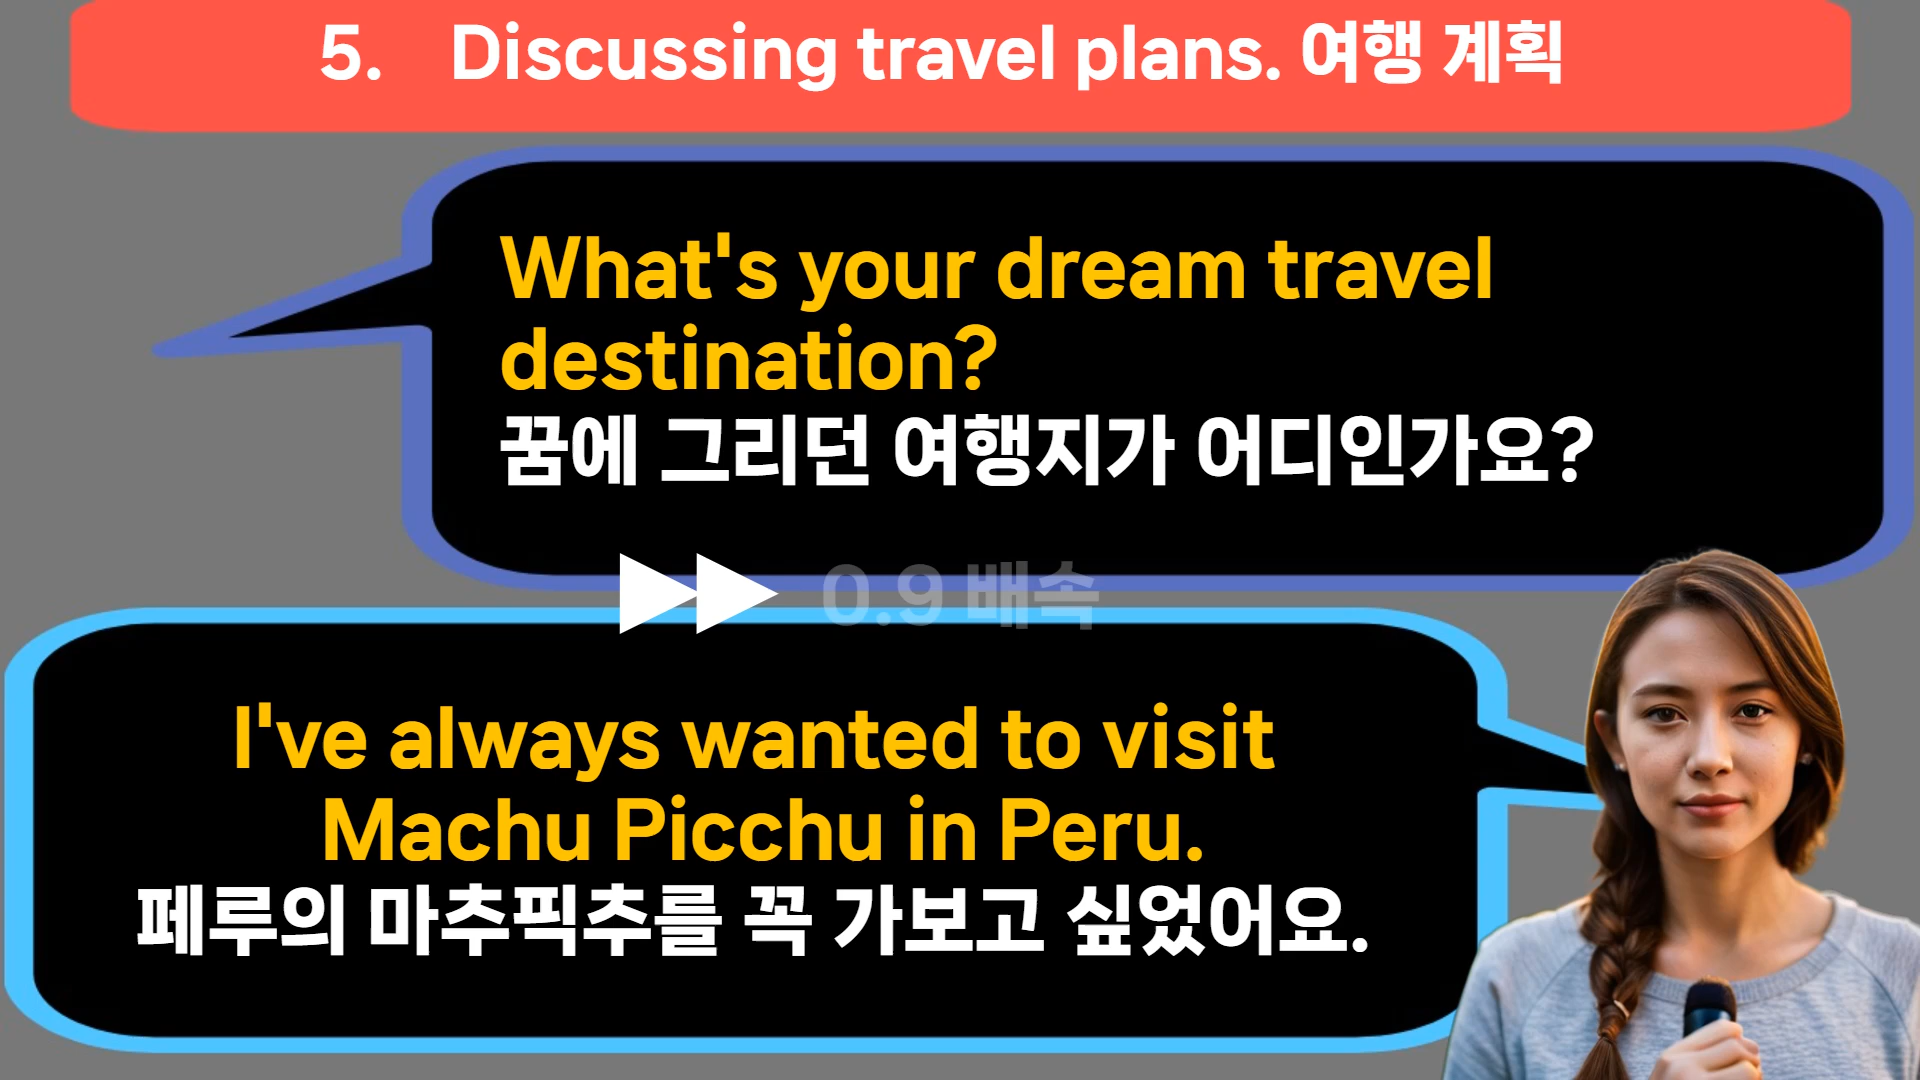 5. Discussing travel plans. 여행 계획
What's your dream travel
destination?
꿈에 그리던 여행지가 어디인가요?
0.9 배속
I've always wanted to visit
Machu Picchu in Peru.
페루의 마추픽추를 꼭 가보고 싶었어요.